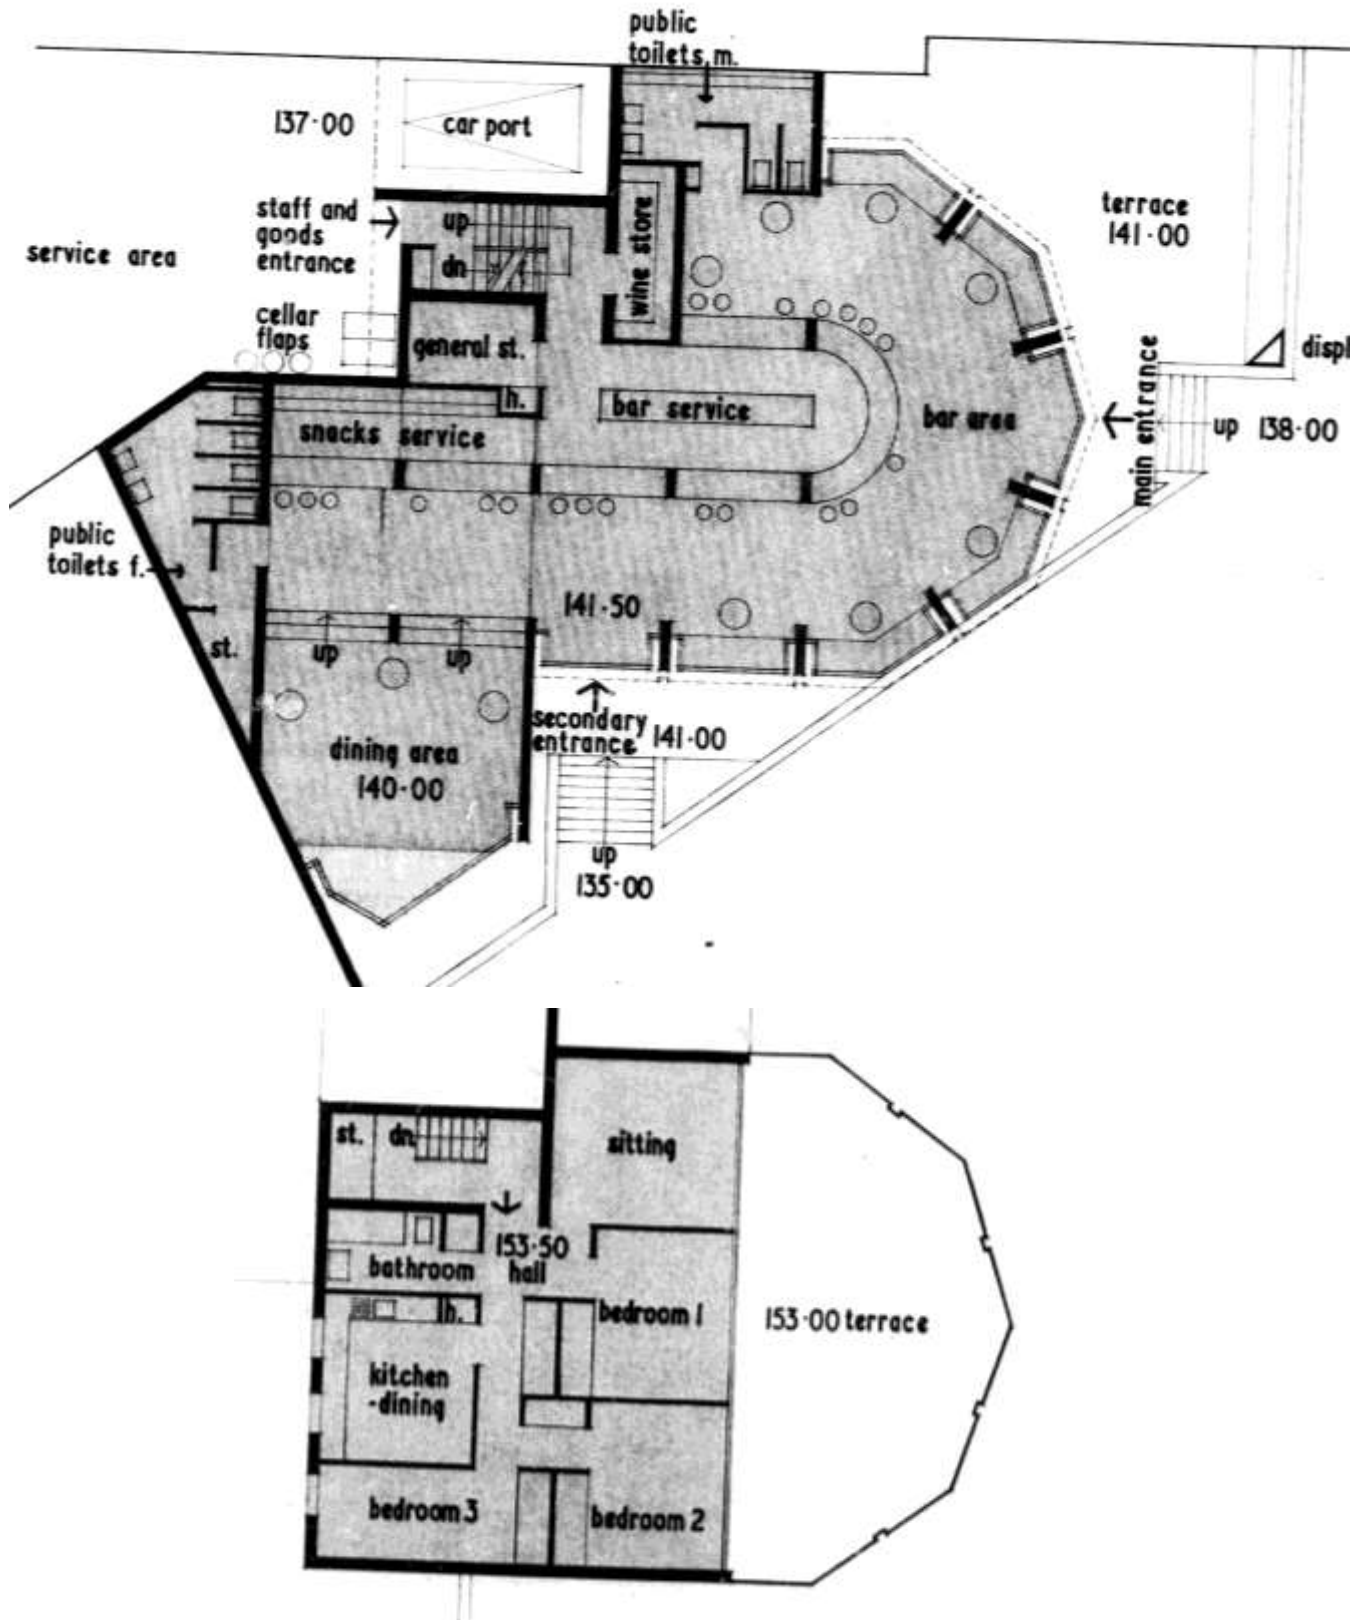 public
toilets, m.
137·00
car port
staff and
goods
entrance
up
dn
wine store
terrace
141·00
service area
cellar
flaps
general st.
h.
bar service
snacks service
bar area
main entrance
displ
up 138·00
public
toilets f.
141·50
st.
up
up
secondary
entrance
141·00
dining area
140·00
up
135·00
st.
dn.
sitting
153·50
hall
bathroom
h.
bedroom 1
153·00 terrace
kitchen
-dining
bedroom 3
bedroom 2